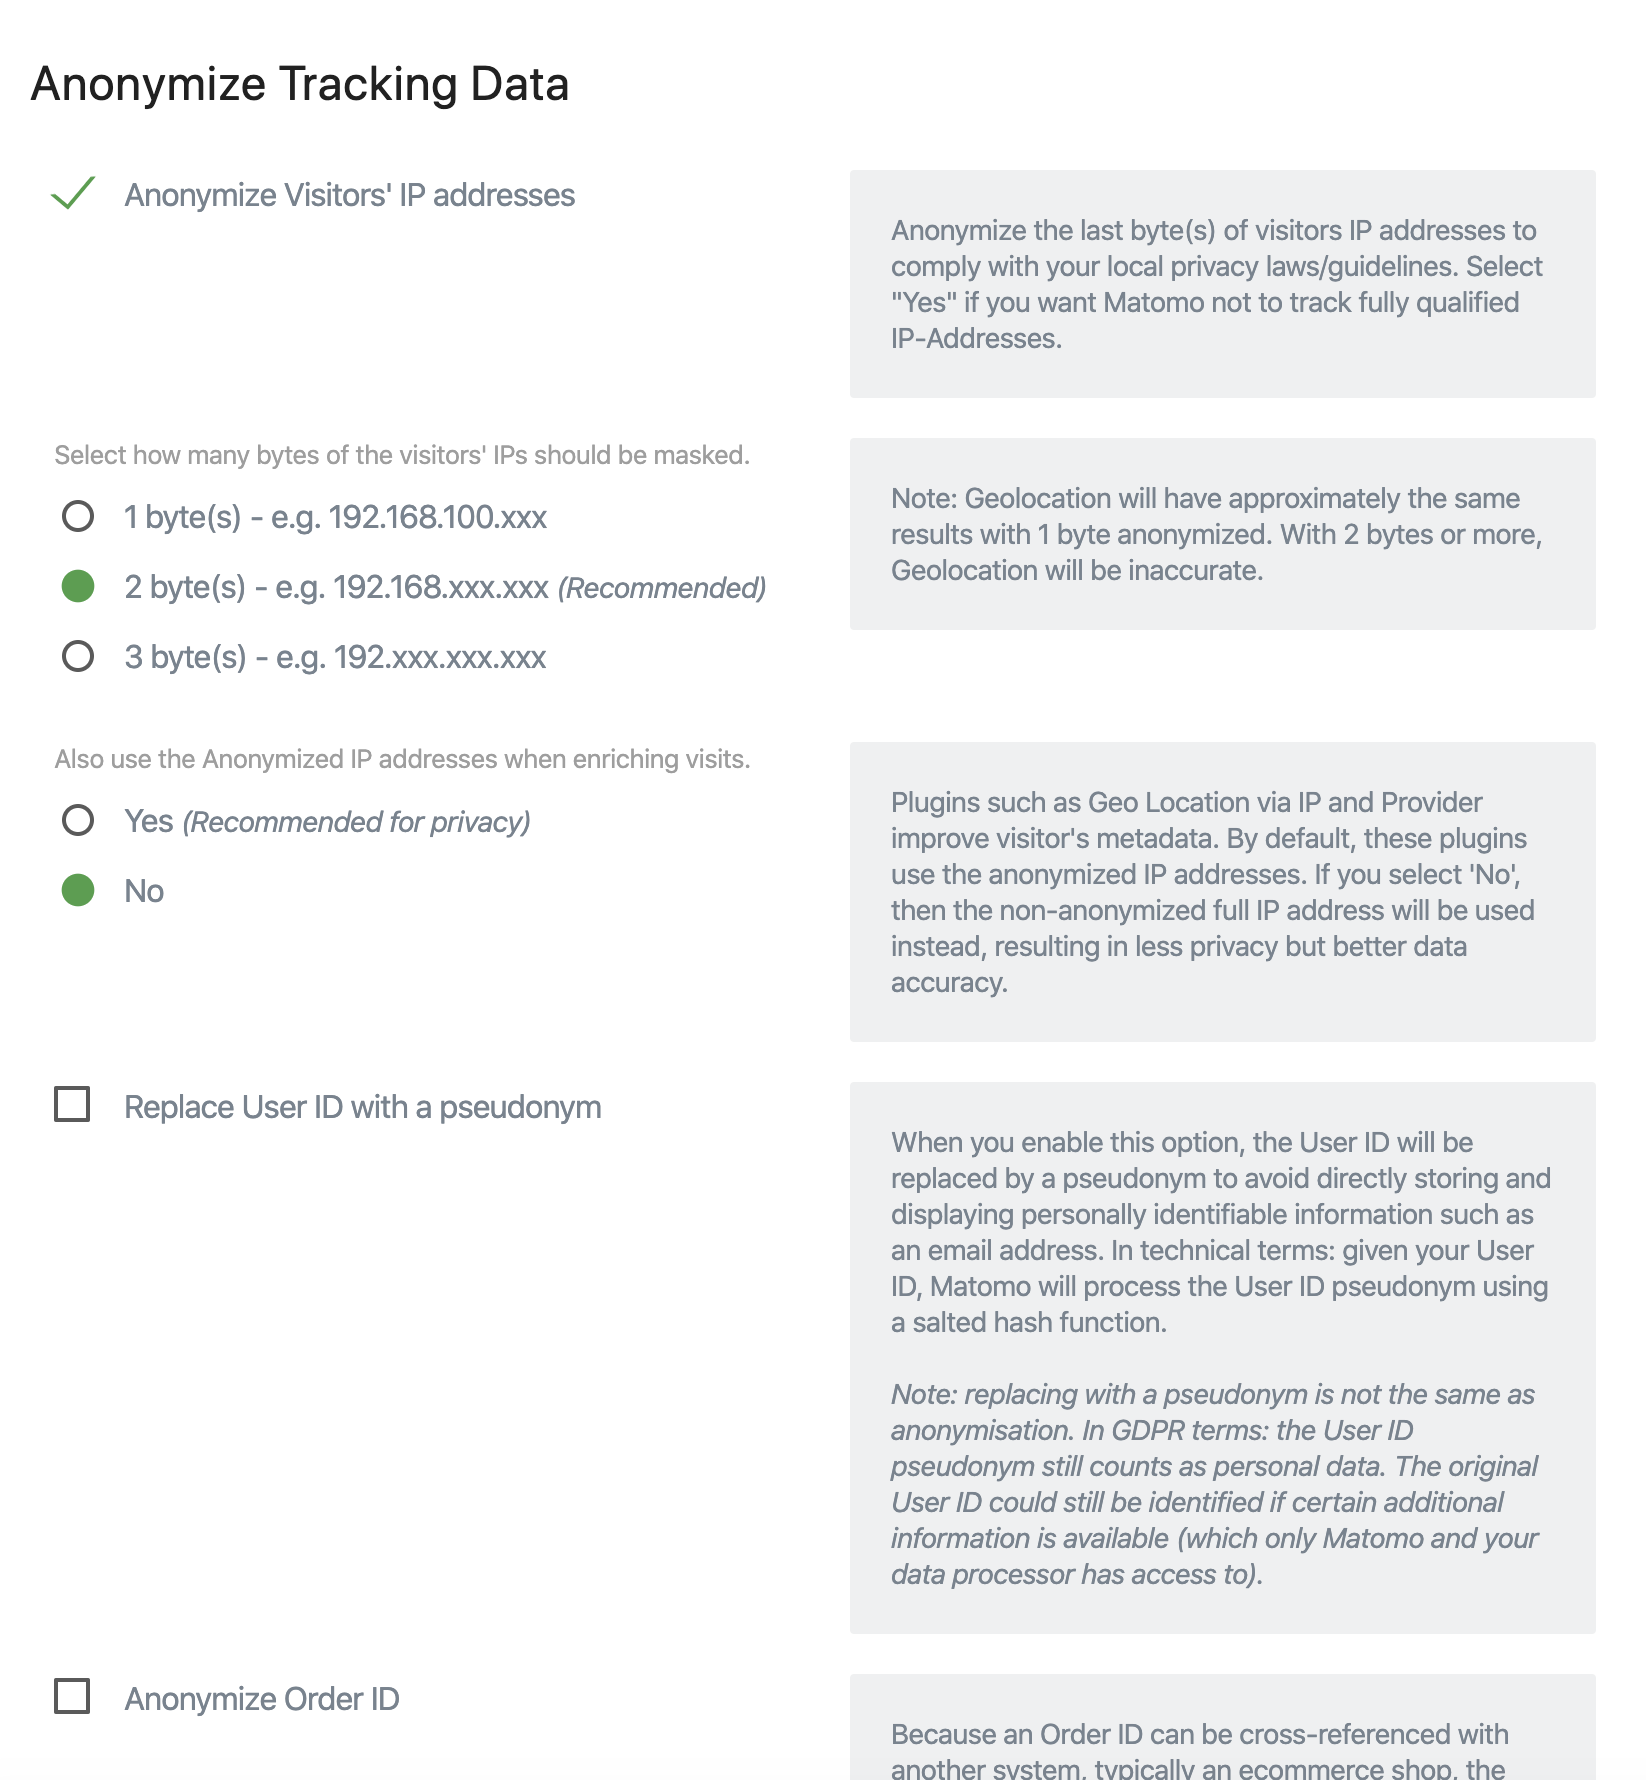 Anonymize Tracking Data
Anonymize Visitors' IP addresses
Anonymize the last byte(s) of visitors IP addresses to
comply with your local privacy laws/guidelines. Select
"Yes" if you want Matomo not to track fully qualified
IP-Addresses.
Select how many bytes of the visitors' IPs should be masked.
1 byte(s) - e.g. 192.168.100.xxx
2 byte(s) - e.g. 192.168.xxx.xxx (Recommended)
3 byte(s) - e.g. 192.xxx.xxx.xxx
Note: Geolocation will have approximately the same
results with 1 byte anonymized. With 2 bytes or more,
Geolocation will be inaccurate.
Also use the Anonymized IP addresses when enriching visits.
Yes (Recommended for privacy)
No
Plugins such as Geo Location via IP and Provider
improve visitor's metadata. By default, these plugins
use the anonymized IP addresses. If you select 'No',
then the non-anonymized full IP address will be used
instead, resulting in less privacy but better data
accuracy.
Replace User ID with a pseudonym
When you enable this option, the User ID will be
replaced by a pseudonym to avoid directly storing and
displaying personally identifiable information such as
an email address. In technical terms: given your User
ID, Matomo will process the User ID pseudonym using
a salted hash function.
Note: replacing with a pseudonym is not the same as
anonymisation. In GDPR terms: the User ID
pseudonym still counts as personal data. The original
User ID could still be identified if certain additional
information is available (which only Matomo and your
data processor has access to).
Anonymize Order ID
Because an Order ID can be cross-referenced with
another system, typically an ecommerce shop, the